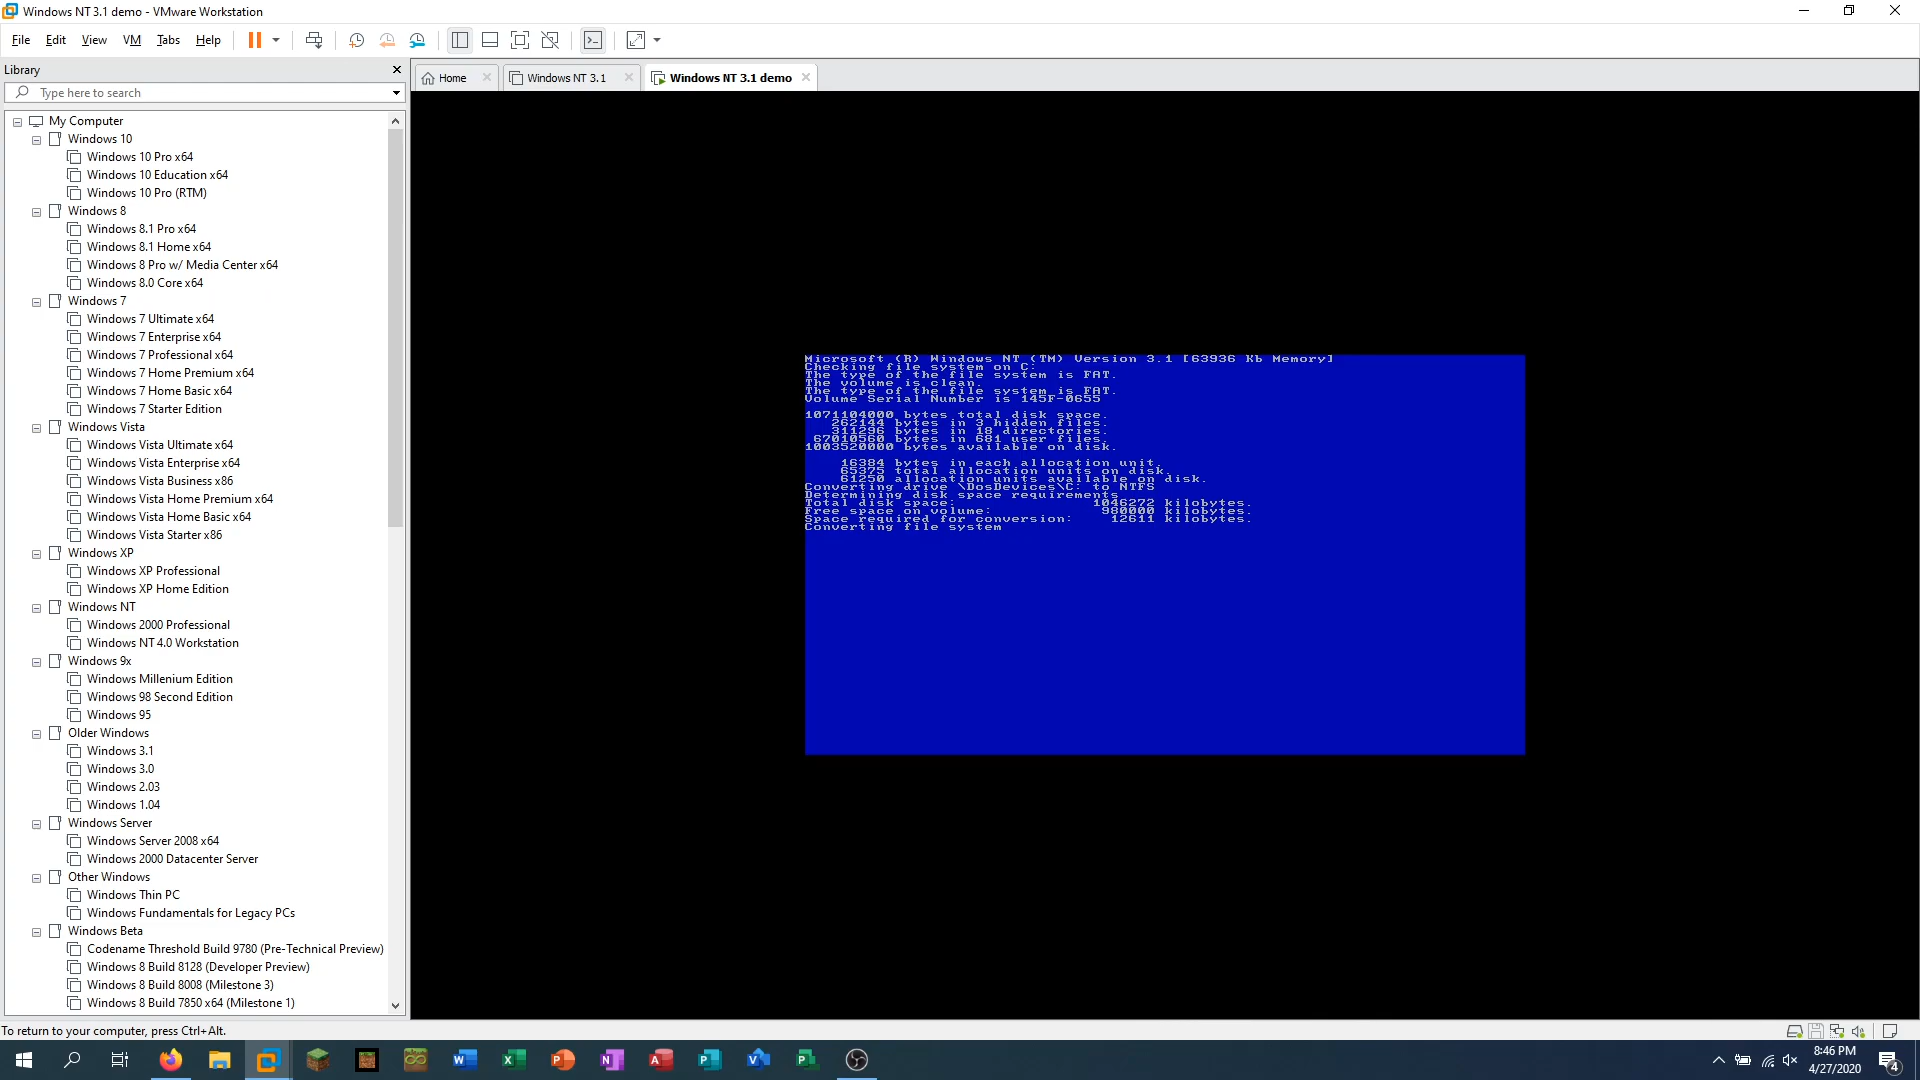 Windows NT 3.1 demo - VMware Workstation
File Edit View VM Tabs Help
Library
Type here to search
My Computer
Windows 10
Windows 10 Pro x64
Windows 10 Education x64
Windows 10 Pro (RTM)
Windows 8
Windows 8.1 Pro x64
Windows 8.1 Home x64
Windows 8 Pro w/ Media Center x64
Windows 8.0 Core x64
Windows 7
Windows 7 Ultimate x64
Windows 7 Enterprise x64
Windows 7 Professional x64
Windows 7 Home Premium x64
Windows 7 Home Basic x64
Windows 7 Starter Edition
Windows Vista
Windows Vista Ultimate x64
Windows Vista Enterprise x64
Windows Vista Business x86
Windows Vista Home Premium x64
Windows Vista Home Basic x64
Windows Vista Starter x86
Windows XP
Windows XP Professional
Windows XP Home Edition
Windows NT
Windows 2000 Professional
Windows NT 4.0 Workstation
Windows 9x
Windows Millenium Edition
Windows 98 Second Edition
Windows 95
Older Windows
Windows 3.1
Windows 3.0
Windows 2.03
Windows 1.04
Windows Server
Windows Server 2008 x64
Windows 2000 Datacenter Server
Other Windows
Windows Thin PC
Windows Fundamentals for Legacy PCs
Windows Beta
Codename Threshold Build 9780 (Pre-Technical Preview)
Windows 8 Build 8128 (Developer Preview)
Windows 8 Build 8008 (Milestone 3)
Windows 8 Build 7850 x64 (Milestone 1)
Home Windows NT 3.1 Windows NT 3.1 demo
Microsoft (R) Windows NT (TM) Version 3.1 [63936 Kb Memory]
Checking file system on C:
The type of the file system is FAT.
The volume is clean.
The type of the file system is FAT.
Volume Serial Number is 145F-0655
1071104000 bytes total disk space.
262144 bytes in 3 hidden files.
311296 bytes in 18 directories.
67010560 bytes in 681 user files.
1003520000 bytes available on disk.
16384 bytes in each allocation unit.
65375 total allocation units on disk.
61250 allocation units available on disk.
Converting drive \DosDevices\C: to NTFS
Determining disk space requirements
Total disk space: 1046272 kilobytes.
Free space on volume: 980000 kilobytes.
Space required for conversion: 12611 kilobytes.
Converting file system
To return to your computer, press Ctrl+Alt.
8:46 PM
4/27/2020
4